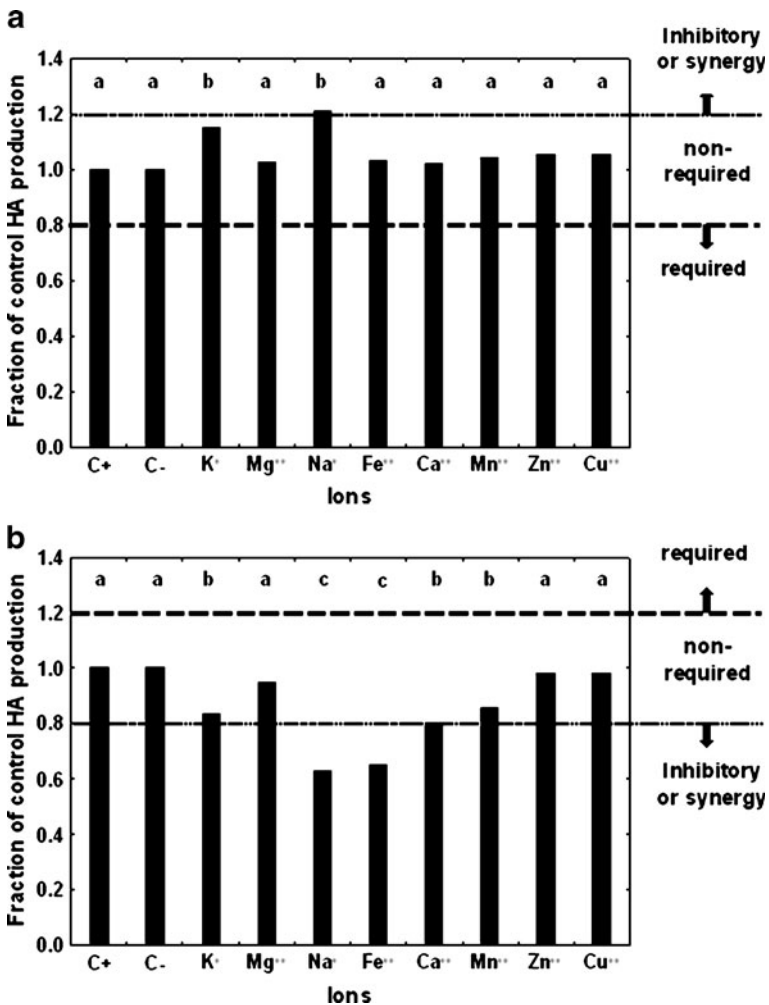 a
Inhibitory
or synergy
non-
required
required
Fraction of control HA production
1.4
1.2
1.0
0.8
0.6
0.4
0.2
0.0
a a b a b a a a a a
C+ C- K+ Mg++ Na+ Fe++ Ca++ Mn++ Zn++ Cu++
Ions
b
required
non-
required
Inhibitory
or synergy
Fraction of control HA production
1.4
1.2
1.0
0.8
0.6
0.4
0.2
0.0
a a b a c c b b a a
C+ C- K+ Mg++ Na+ Fe++ Ca++ Mn++ Zn++ Cu++
Ions